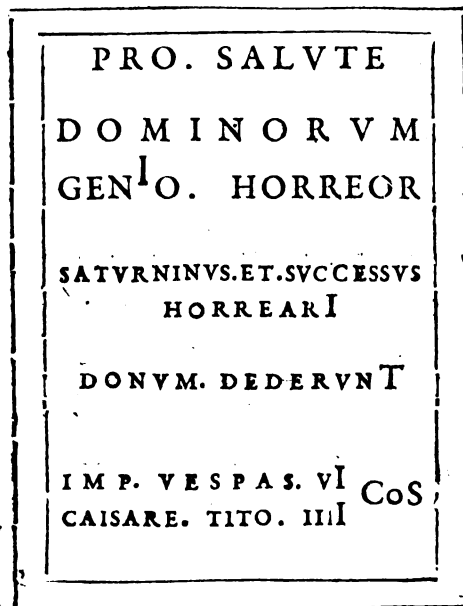 PRO. SALVTE
DOMINORVM
GENIO. HORREOR
SATVRNINVS.ET.SVCCESSVS
HORREARI
DONVM. DEDERVNT
IMP. VESPAS. VI
COS
CAISARE. TITO. IIII